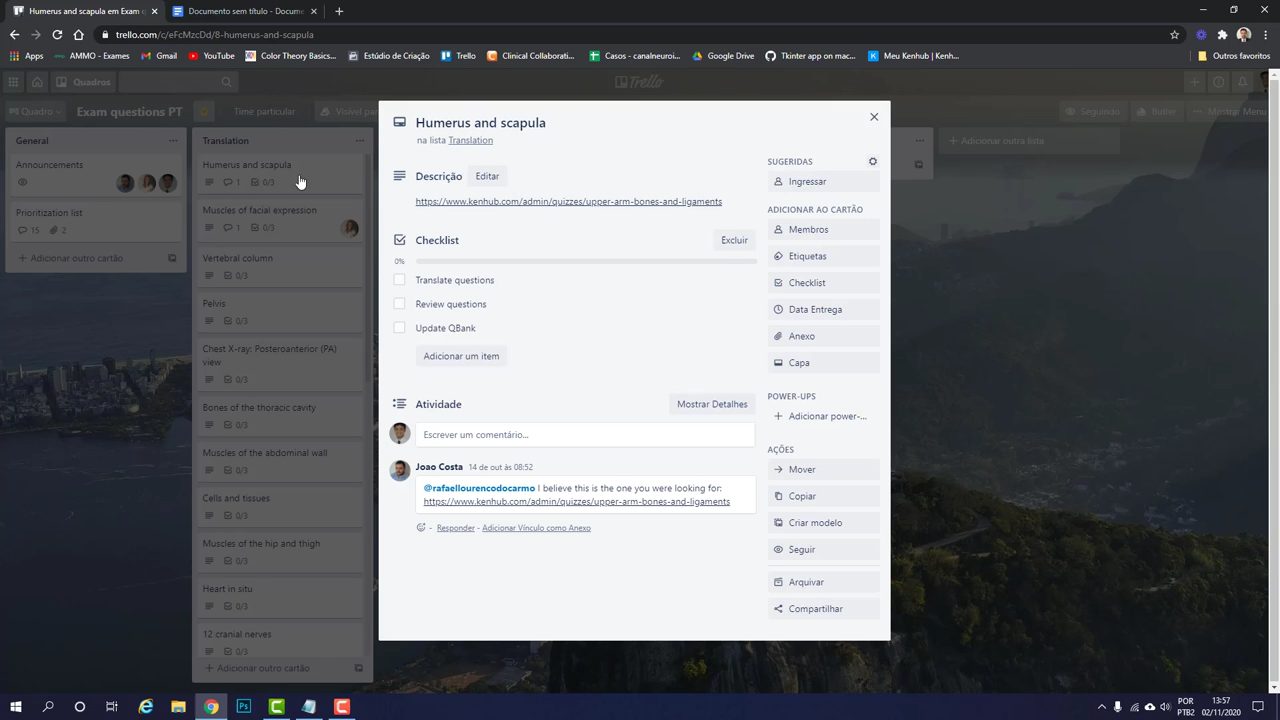 Humerus and scapula em Exam qu
Document sem título - Documento
trello.com/c/eFcMzcDd/8-humerus-and-scapula
Apps
AMMO - Exames
Gmail
YouTube
Color Theory Basics...
Estúdio de Criação
Trello
Clinical Cases
Casos - canalneuroi...
Google Drive
Tkinter reference
Meu Kenhub | Kenh...
Outros favoritos
Quadros
Trello
Quadro
Exam questions PT
Time particular
Seguindo
Butler
Mostrar Menu
General
Announcements
Prioritization list
15
2
Adicionar outro cartão
Translation
Humerus and scapula
1
0/3
Muscles of facial expression
1
0/3
Vertebral column
0/3
Pelvis
0/3
Chest X-ray: Posteroanterior (PA)
view
0/3
Bones of the thoracic cavity
0/3
Muscles of the abdominal wall
0/3
Cells and tissues
0/3
Muscles of the hip and thigh
0/3
Heart in situ
0/3
12 cranial nerves
Adicionar outro cartão
Adicionar outra lista
Humerus and scapula
na lista Translation
Descrição
Editar
https://www.kenhub.com/admin/quizzes/upper-arm-bones-and-ligaments
Checklist
Excluir
0%
Translate questions
Review questions
Update QBank
Adicionar um item
Atividade
Mostrar Detalhes
Escrever um comentário...
Joao Costa 14 de out às 08:52
@rafaellourencodocarmo I believe this is the one you were looking for:
https://www.kenhub.com/admin/quizzes/upper-arm-bones-and-ligaments
- Responder - Adicionar Vínculo como Anexo
SUGERIDAS
Ingressar
ADICIONAR AO CARTÃO
Membros
Etiquetas
Checklist
Data Entrega
Anexo
Capa
POWER-UPS
Adicionar power-...
AÇÕES
Mover
Copiar
Criar modelo
Seguir
Arquivar
Compartilhar
POR
PTB2
13:57
02/11/2020